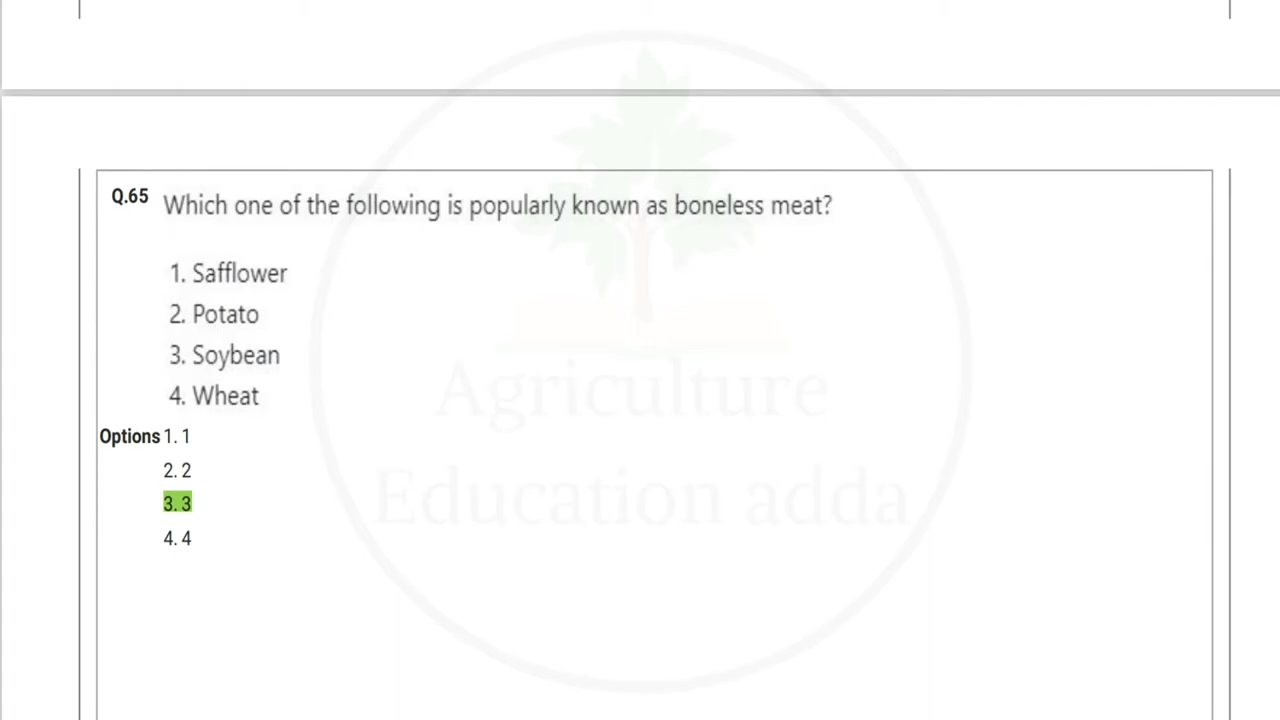 Q.65 Which one of the following is popularly known as boneless meat?
1. Safflower
2. Potato
3. Soybean
4. Wheat
Options 1. 1
2. 2
3. 3
4. 4
Agriculture
Education adda